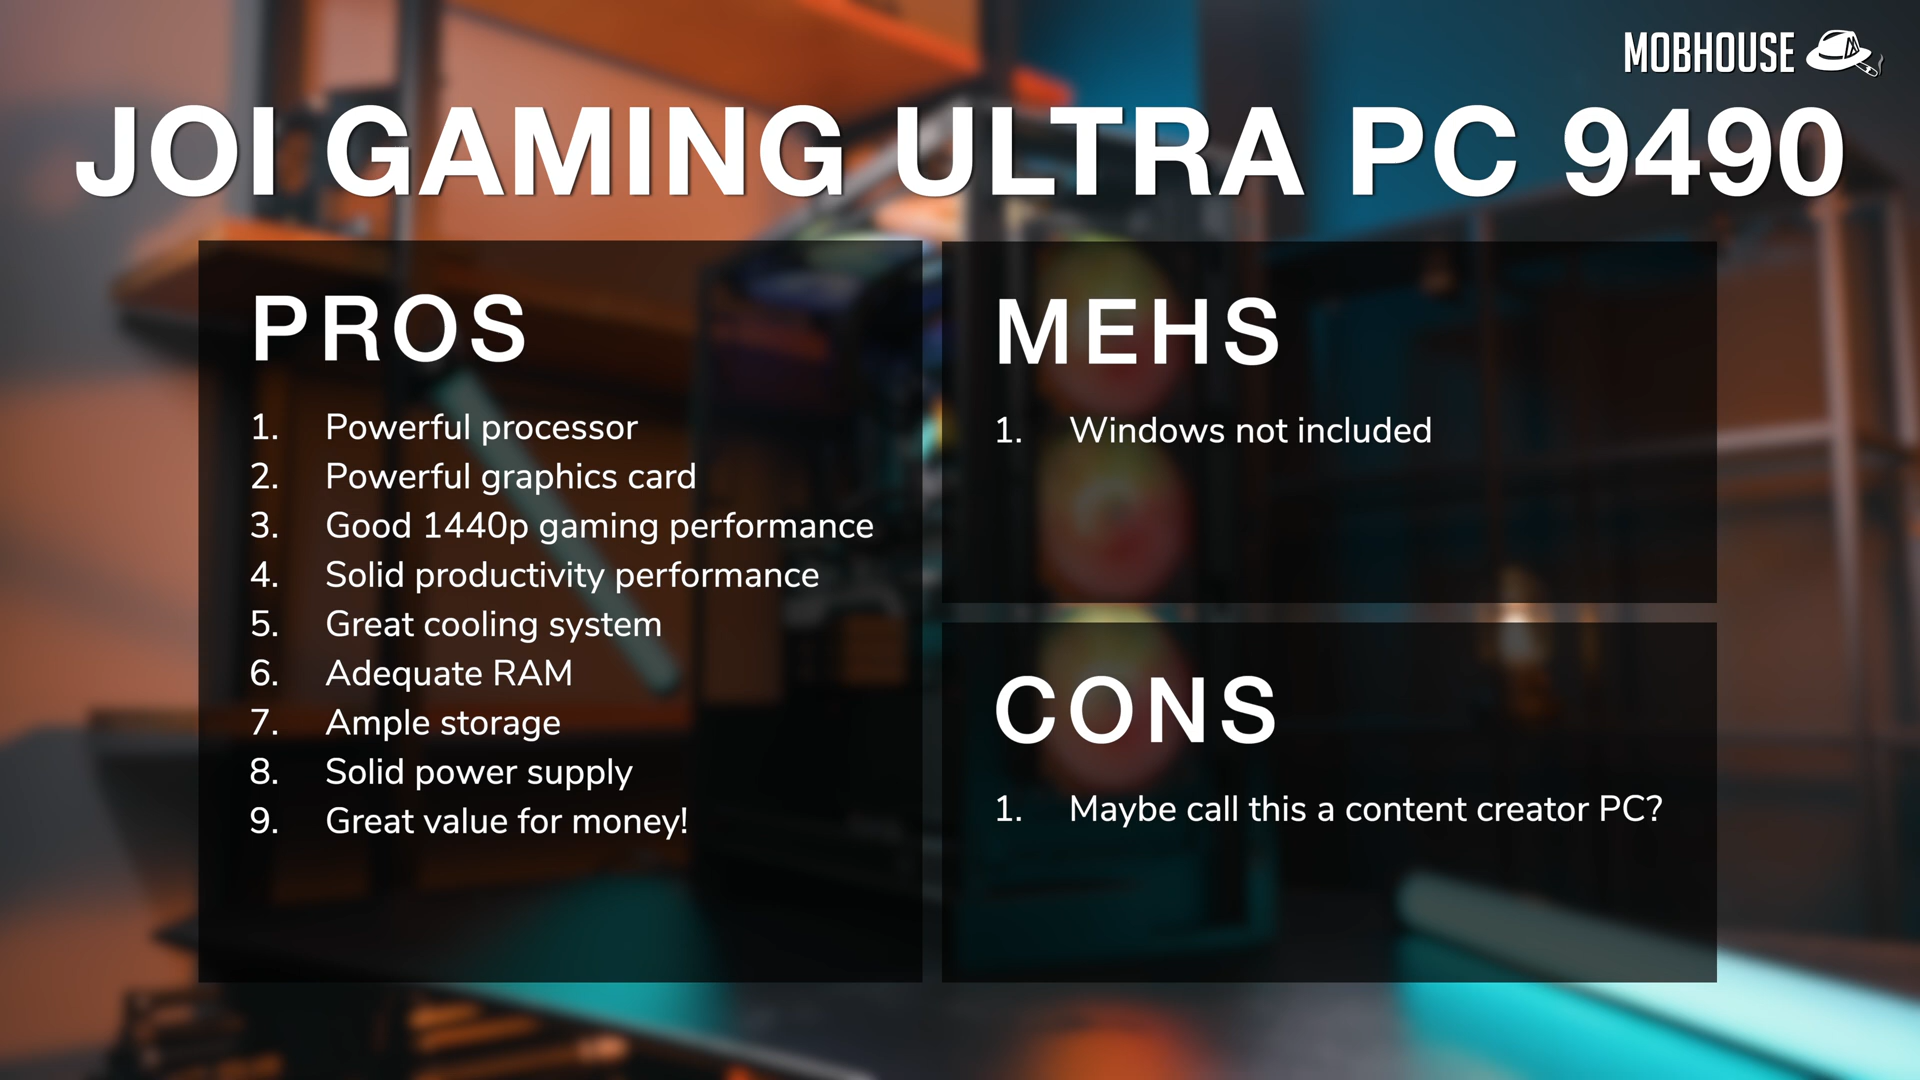 MOBHOUSE
JOI GAMING ULTRA PC 9490
PROS
1. Powerful processor
2. Powerful graphics card
3. Good 1440p gaming performance
4. Solid productivity performance
5. Great cooling system
6. Adequate RAM
7. Ample storage
8. Solid power supply
9. Great value for money!
MEHS
1. Windows not included
CONS
1. Maybe call this a content creator PC?